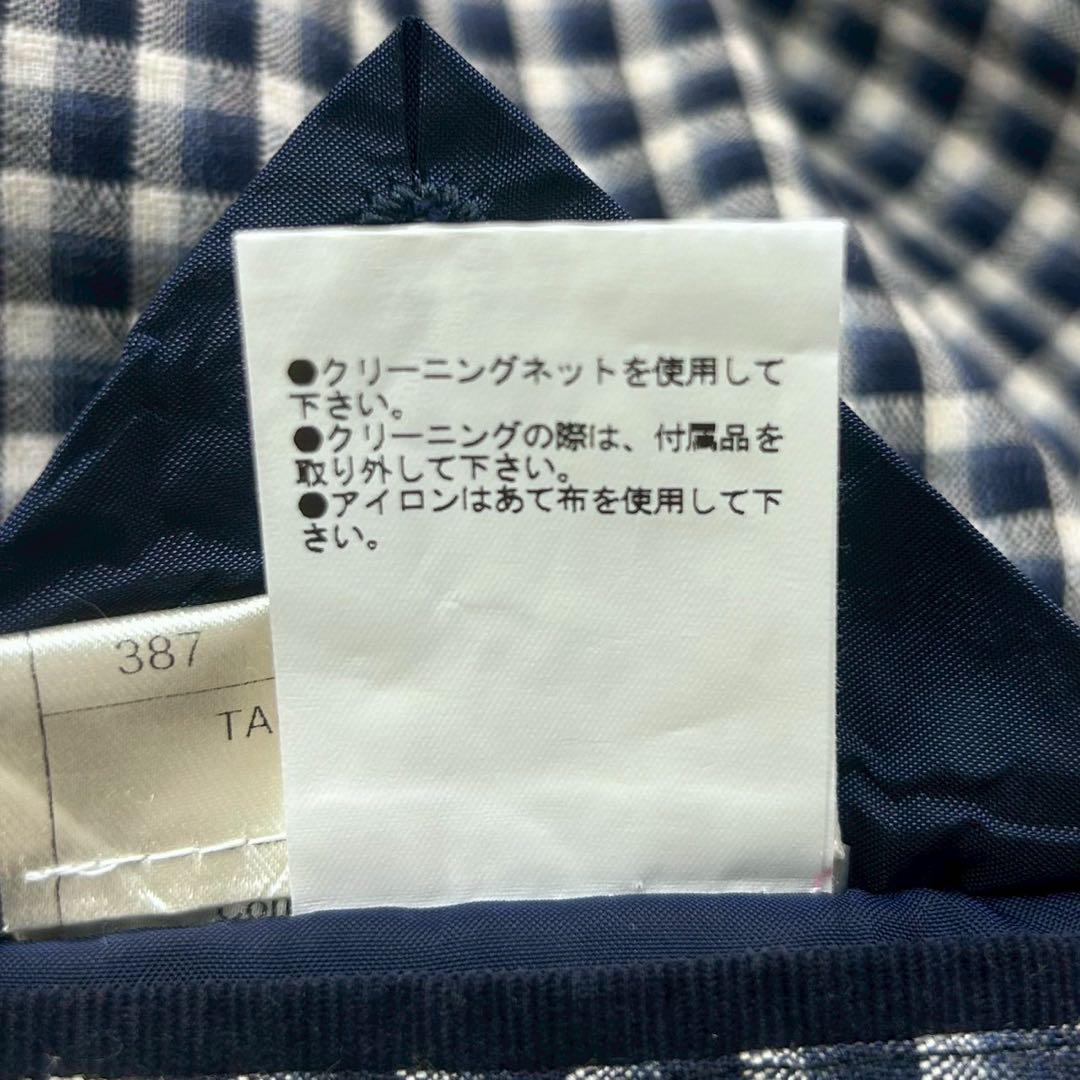 ●クリーニングネットを使用して
下さい。
●クリーニングの際は、付属品を
取り外して下さい。
●アイロンはあて布を使用して下
さい。
387
TA